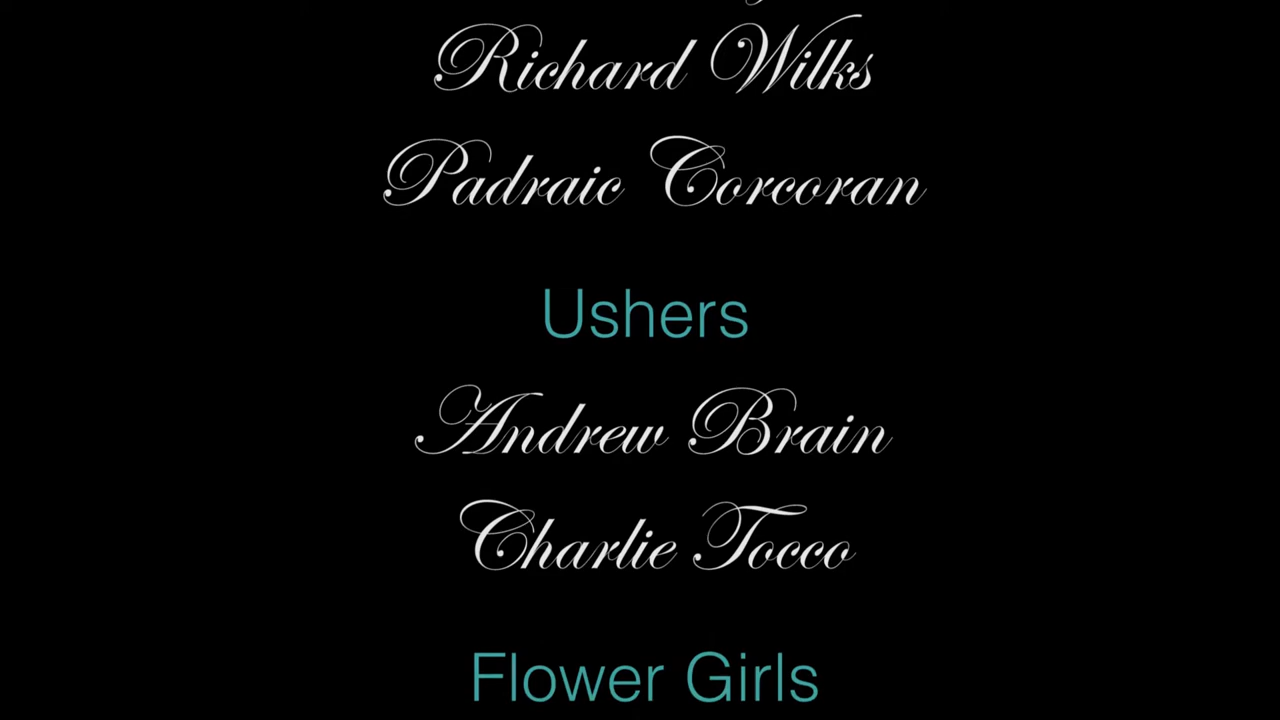 Richard Wilks
Padraic Corcoran
Ushers
Andrew Brain
Charlie Tocco
Flower Girls